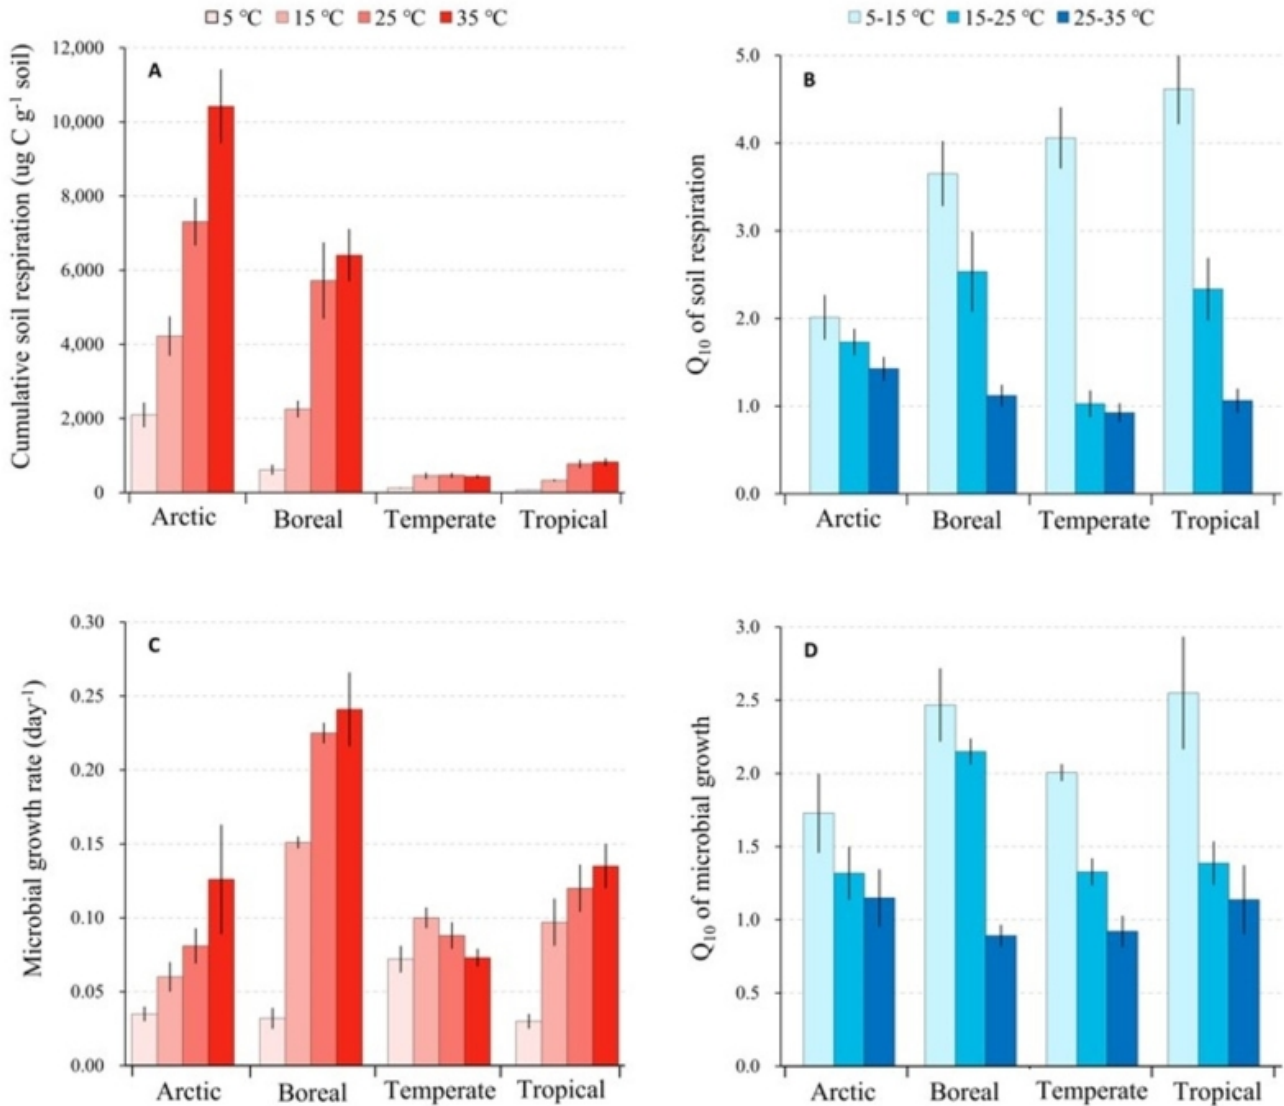 5 ℃ 15 ℃ 25 ℃ 35 ℃
A
Cumulative soil respiration (ug C g⁻¹ soil)
12,000
10,000
8,000
6,000
4,000
2,000
0
Arctic Boreal Temperate Tropical
5-15 ℃ 15-25 ℃ 25-35 ℃
B
Q₁₀ of soil respiration
5.0
4.0
3.0
2.0
1.0
0.0
Arctic Boreal Temperate Tropical
C
Microbial growth rate (day⁻¹)
0.30
0.25
0.20
0.15
0.10
0.05
0.00
Arctic Boreal Temperate Tropical
D
Q₁₀ of microbial growth
3.0
2.5
2.0
1.5
1.0
0.5
0.0
Arctic Boreal Temperate Tropical